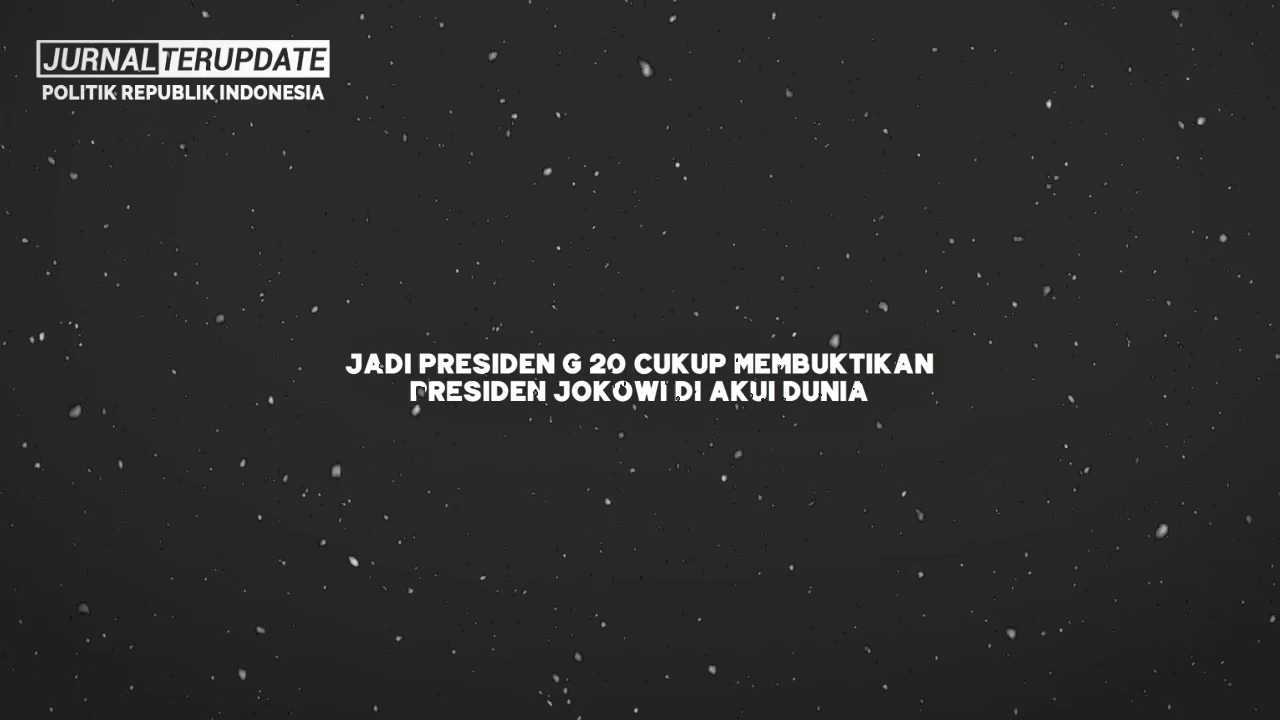 JURNALTERUPDATE
POLITIK REPUBLIK INDONESIA
JADI PRESIDEN G 20 CUKUP MEMBUKTIKAN
PRESIDEN JOKOWI DI AKUI DUNIA